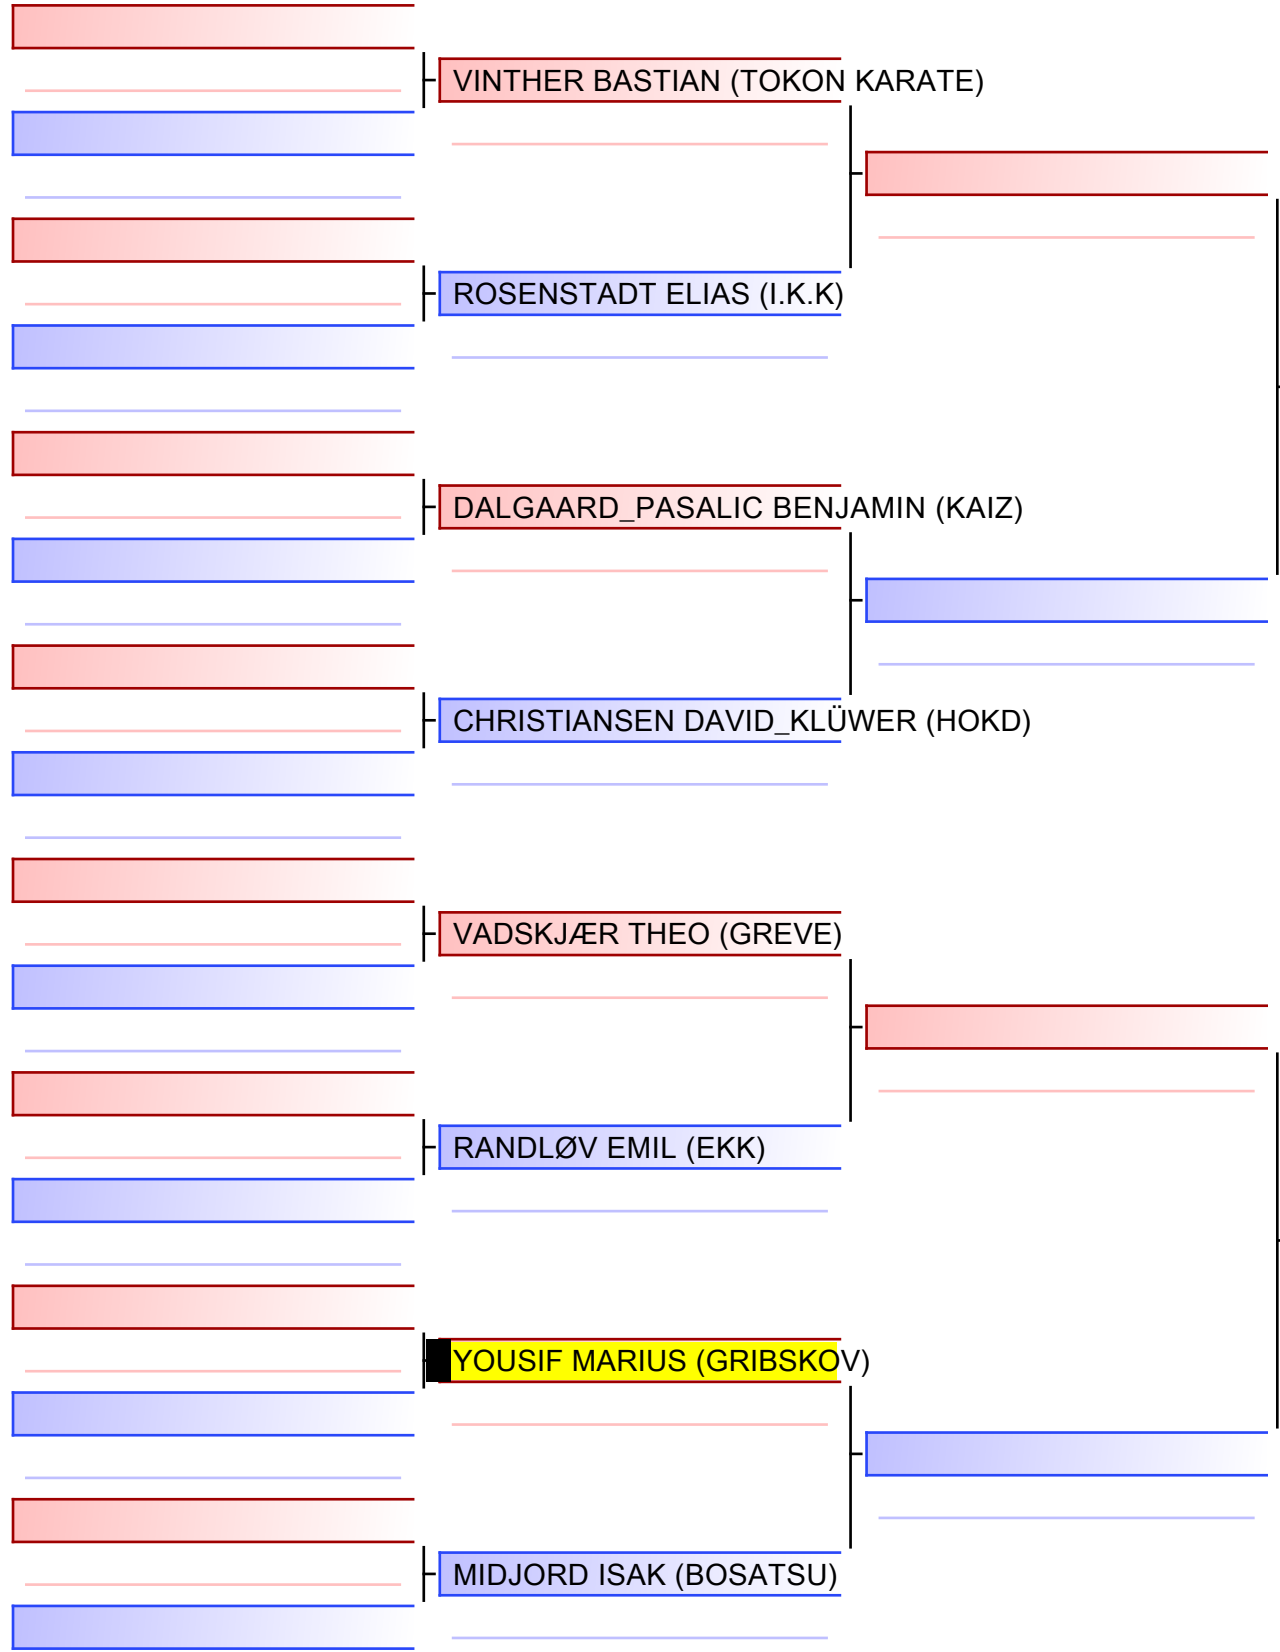 VINTHER BASTIAN (TOKON KARATE)
ROSENSTADT ELIAS (I.K.K)
DALGAARD_PASALIC BENJAMIN (KAIZ)
CHRISTIANSEN DAVID_KLÜWER (HOKD)
VADSKJÆR THEO (GREVE)
RANDLØV EMIL (EKK)
YOUSIF MARIUS (GRIBSKOV)
MIDJORD ISAK (BOSATSU)